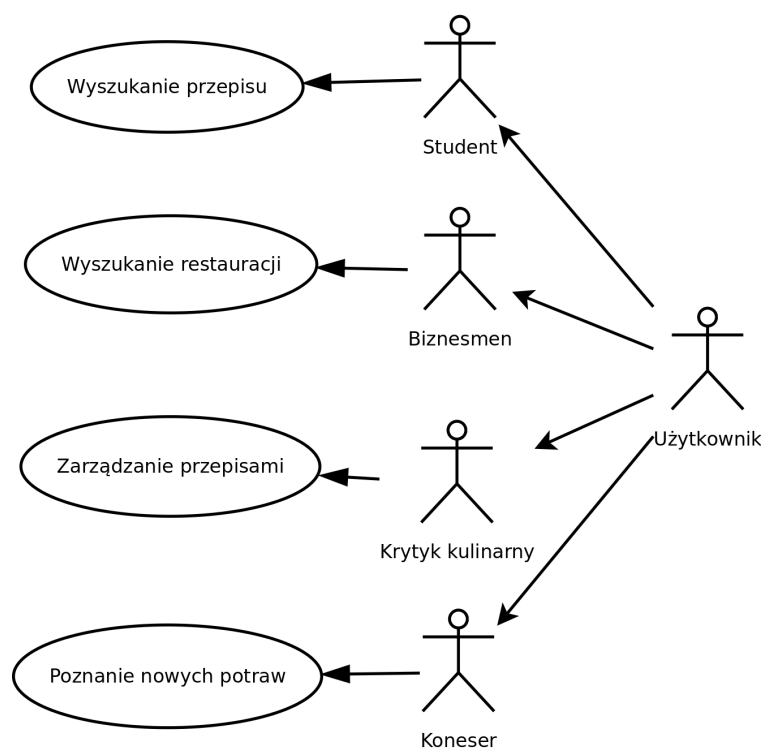 Wyszukanie przepisu
Student
Wyszukanie restauracji
Biznesmen
Użytkownik
Zarządzanie przepisami
Krytyk kulinarny
Poznanie nowych potraw
Koneser